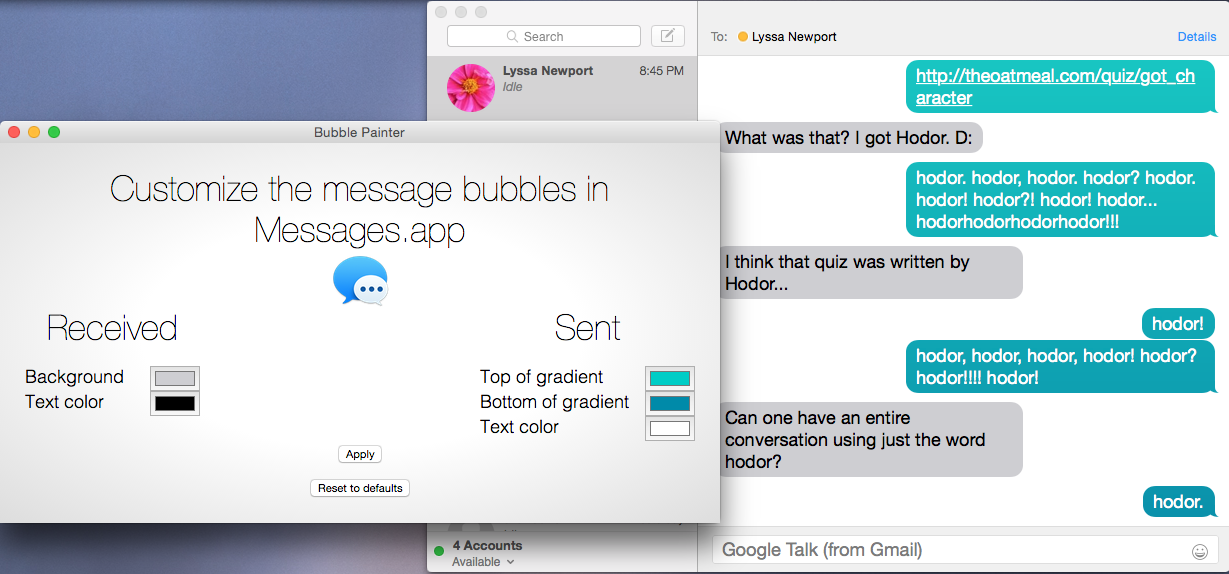 Search
To: Lyssa Newport
Details
Lyssa Newport 8:45 PM
Idle
Bubble Painter
Customize the message bubbles in
Messages.app
Received
Sent
Background
Text color
Top of gradient
Bottom of gradient
Text color
Apply
Reset to defaults
http://theoatmeal.com/quiz/got_ch
aracter
What was that? I got Hodor. D:
hodor. hodor, hodor. hodor? hodor.
hodor! hodor?! hodor! hodor...
hodorhodorhodorhodor!!!
I think that quiz was written by
Hodor...
hodor!
hodor, hodor, hodor, hodor! hodor?
hodor!!!! hodor!
Can one have an entire
conversation using just the word
hodor?
hodor.
4 Accounts
Available
Google Talk (from Gmail)